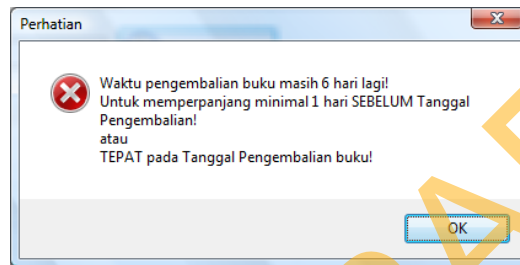 Perhatian
Waktu pengembalian buku masih 6 hari lagi!
Untuk memperpanjang minimal 1 hari SEBELUM Tanggal
Pengembalian!
atau
TEPAT pada Tanggal Pengembalian buku!
OK